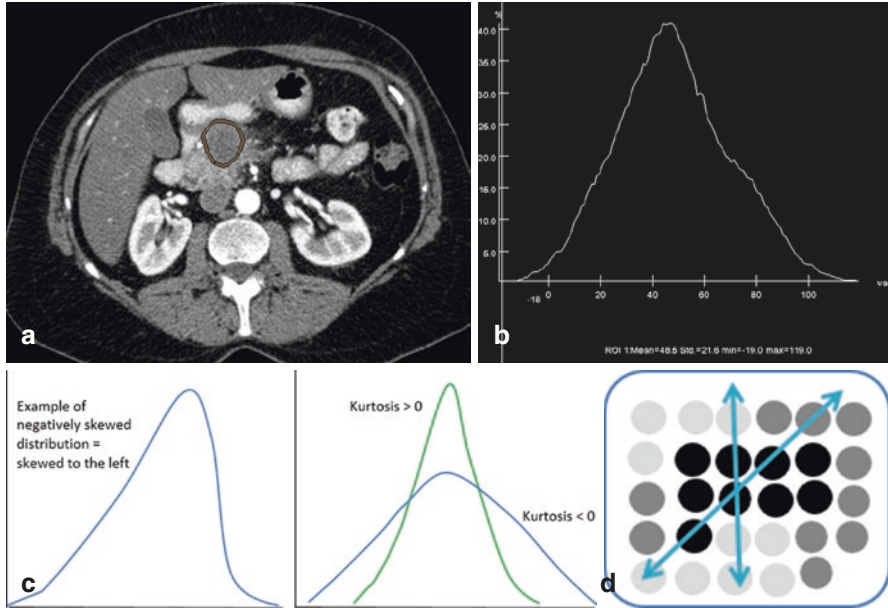 a
%
40.0
35.0
30.0
25.0
20.0
15.0
10.0
5.0
-18
0
20
40
60
80
100
va
b
ROI 1:Mean=48.5 Std.=21.6 min=-19.0 max=119.0
Example of
negatively skewed
distribution =
skewed to the left
c
Kurtosis > 0
Kurtosis < 0
d